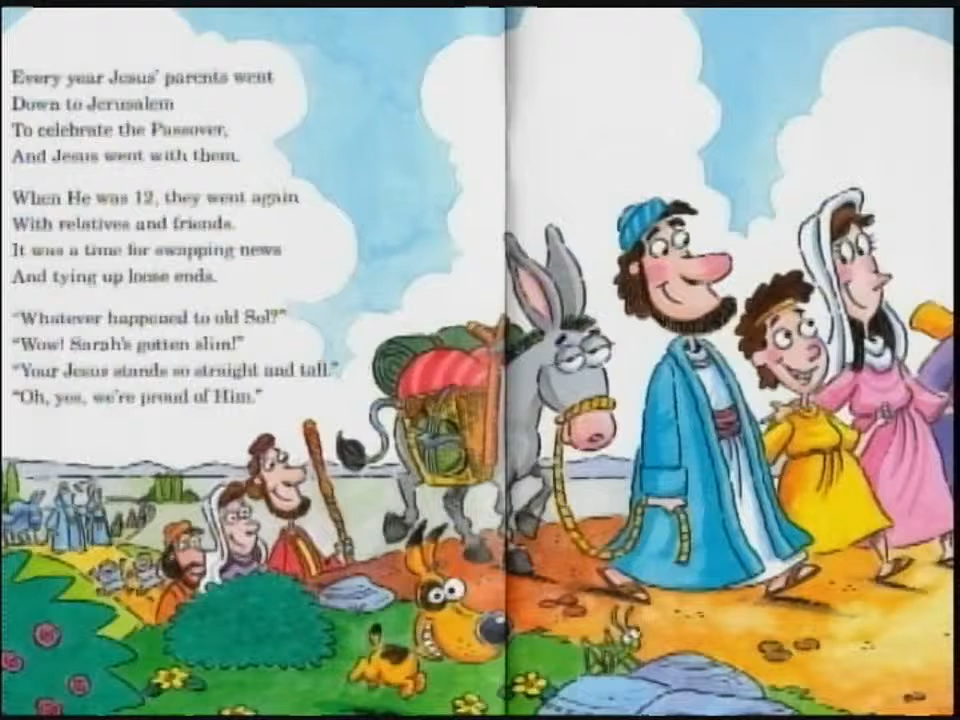 Every year Jesus' parents went
Down to Jerusalem
To celebrate the Passover,
And Jesus went with them.
When He was 12, they went again
With relatives and friends.
It was a time for swapping news
And tying up loose ends.
"Whatever happened to old Sol?"
"Wow! Sarah's gotten slim!"
"Your Jesus stands so straight and tall."
"Oh, yes, we're proud of Him."